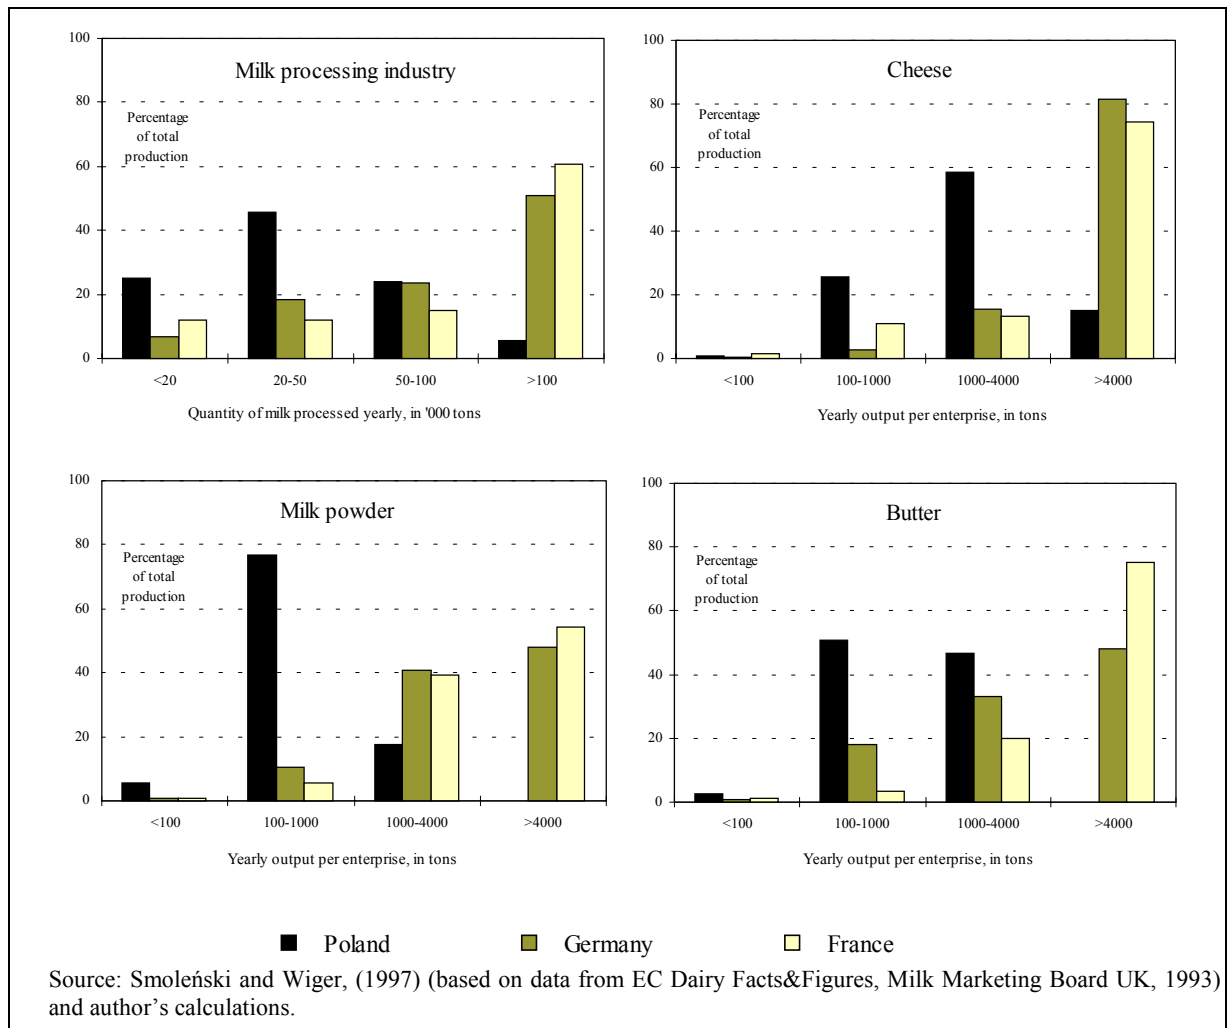 Milk processing industry
Percentage
of total
production
100
80
60
40
20
0
<20 20-50 50-100 >100
Quantity of milk processed yearly, in '000 tons
Cheese
Percentage
of total
production
100
80
60
40
20
0
<100 100-1000 1000-4000 >4000
Yearly output per enterprise, in tons
Milk powder
Percentage
of total
production
100
80
60
40
20
0
<100 100-1000 1000-4000 >4000
Yearly output per enterprise, in tons
Butter
Percentage
of total
production
100
80
60
40
20
0
<100 100-1000 1000-4000 >4000
Yearly output per enterprise, in tons
Poland Germany France
Source: Smoleński and Wiger, (1997) (based on data from EC Dairy Facts&Figures, Milk Marketing Board UK, 1993)
and author's calculations.